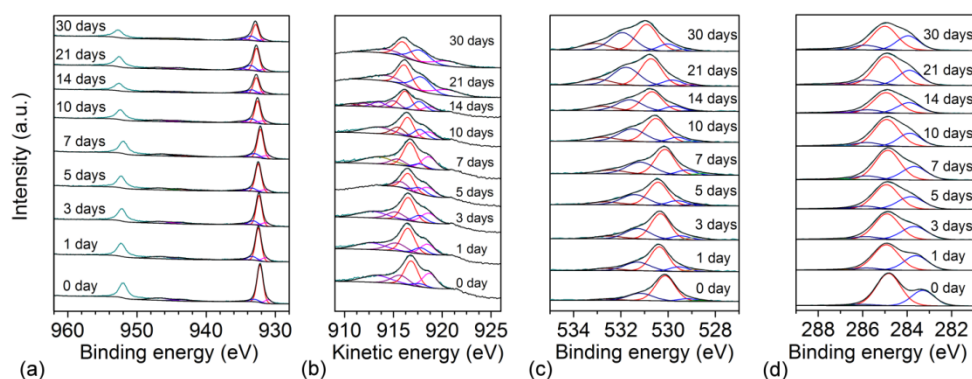 Intensity (a.u.)
30 days
21 days
14 days
10 days
7 days
5 days
3 days
1 day
0 day
960 950 940 930
Binding energy (eV)
(a)
30 days
21 days
14 days
10 days
7 days
5 days
3 days
1 day
0 day
910 915 920 925
Kinetic energy (eV)
(b)
30 days
21 days
14 days
10 days
7 days
5 days
3 days
1 day
0 day
535 533 531 529 527
Binding energy (eV)
(c)
30 days
21 days
14 days
10 days
7 days
5 days
3 days
1 day
0 day
288 286 284 282
Binding energy (eV)
(d)